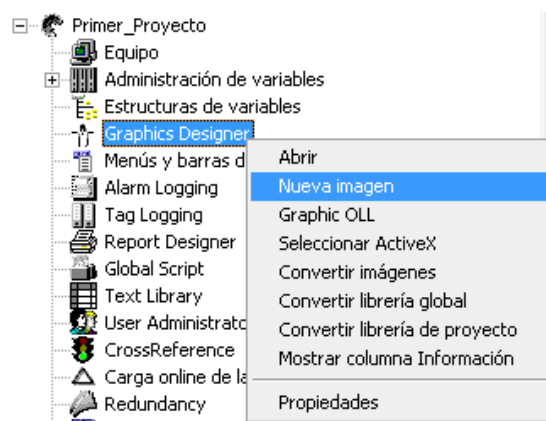 Primer_Proyecto
Equipo
Administración de variables
Estructuras de variables
Graphics Designer
Menús y barras d
Alarm Logging
Tag Logging
Report Designer
Global Script
Text Library
User Administrato
CrossReference
Carga online de la
Redundancy
Abrir
Nueva imagen
Graphic OLL
Seleccionar ActiveX
Convertir imágenes
Convertir librería global
Convertir librería de proyecto
Mostrar columna Información
Propiedades